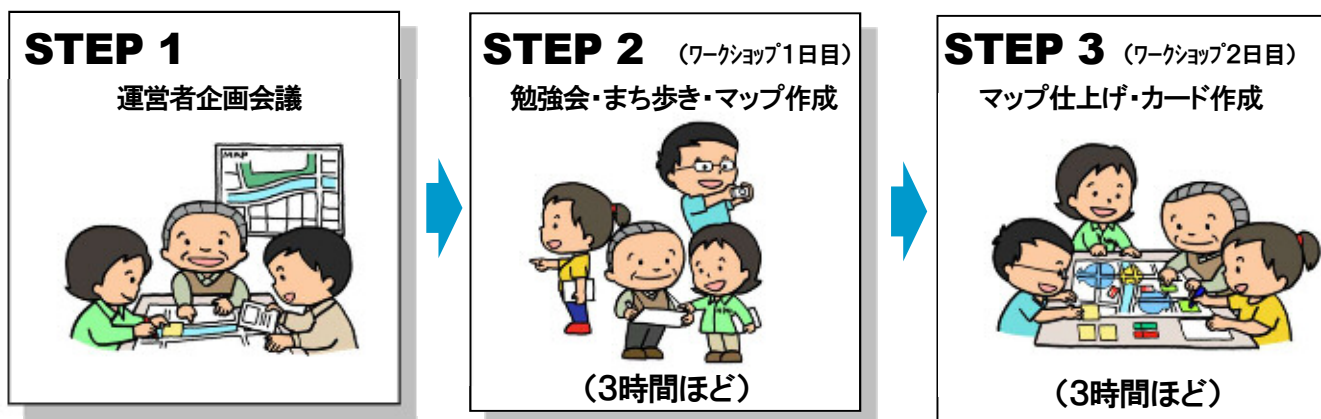 STEP 1
運営者企画会議
MAP
STEP 2 (ワークショップ1日目)
勉強会・まち歩き・マップ作成
(3時間ほど)
STEP 3 (ワークショップ2日目)
マップ仕上げ・カード作成
(3時間ほど)